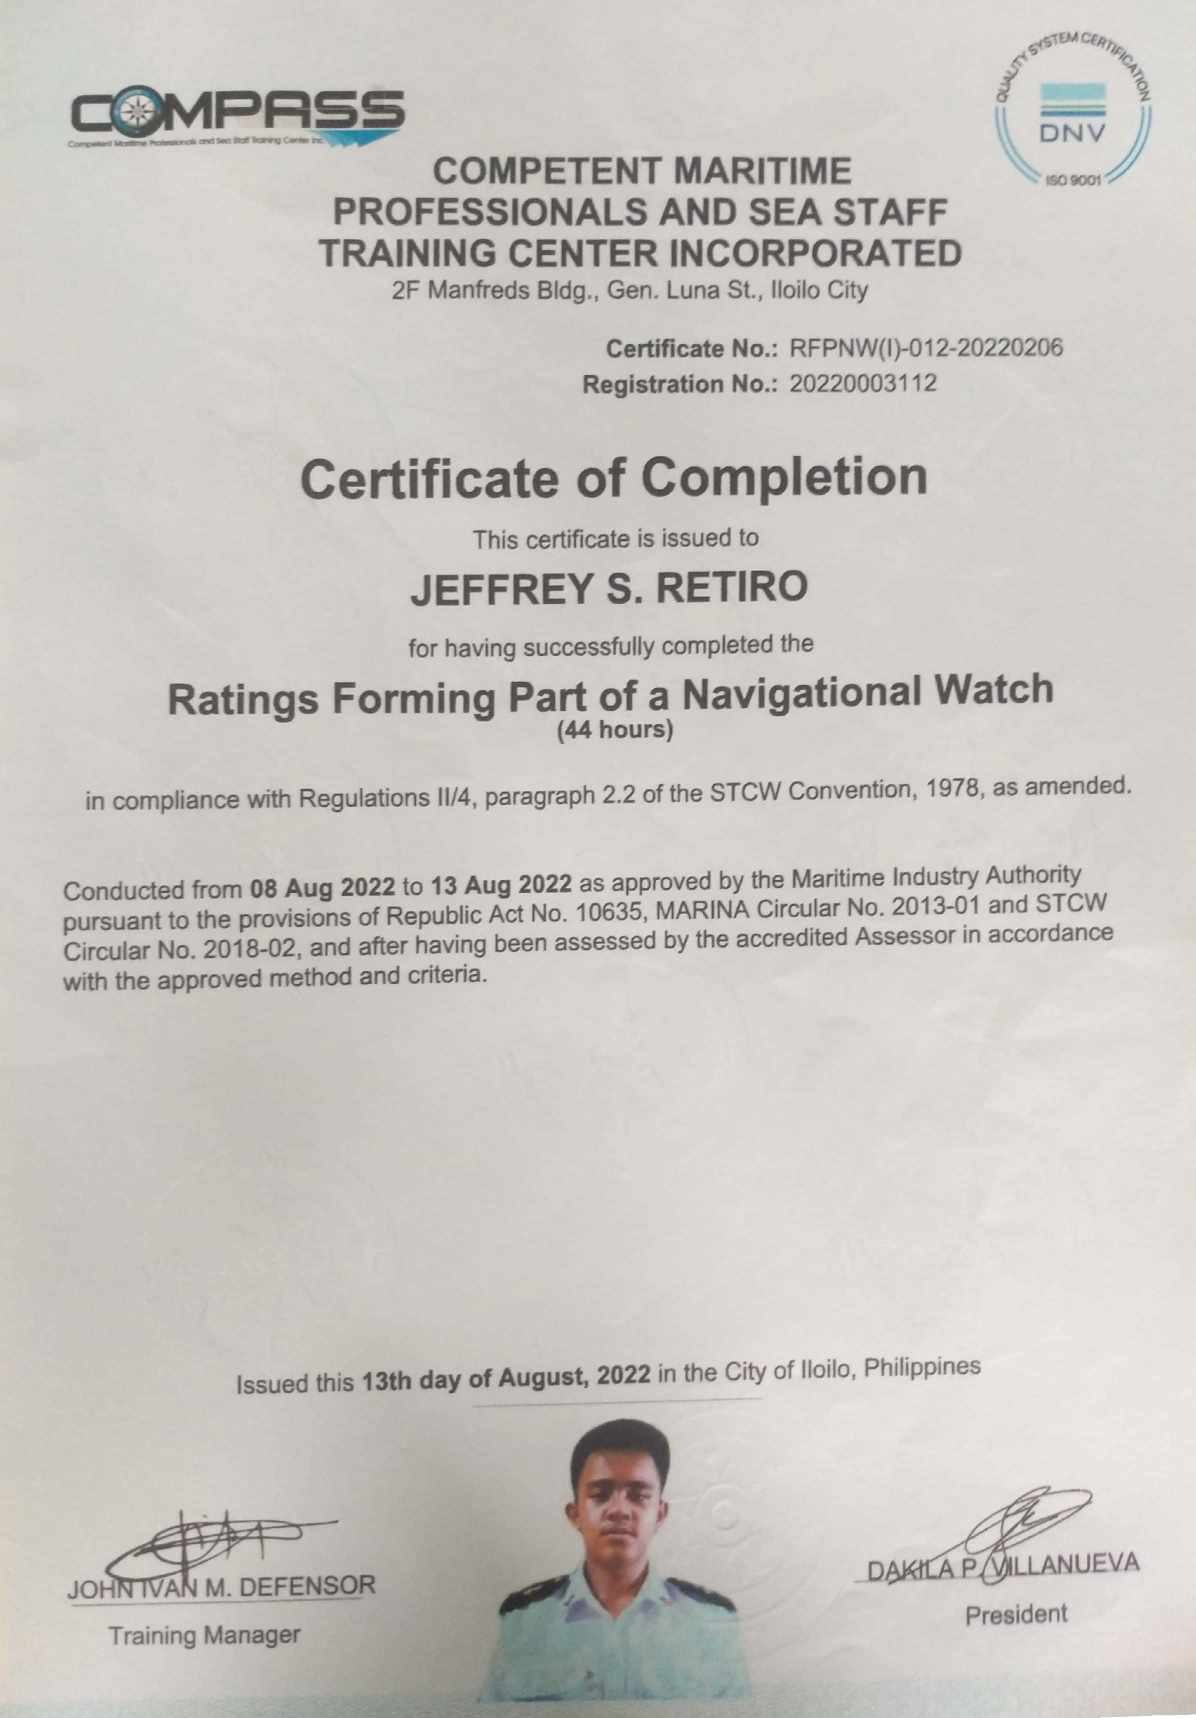 COMPASS
Competent Maritime Professionals and Sea Staff Training Center Inc.
QUALITY SYSTEM CERTIFICATION
DNV
ISO 9001
COMPETENT MARITIME
PROFESSIONALS AND SEA STAFF
TRAINING CENTER INCORPORATED
2F Manfreds Bldg., Gen. Luna St., Iloilo City
Certificate No.: RFPNW(I)-012-20220206
Registration No.: 20220003112
Certificate of Completion
This certificate is issued to
JEFFREY S. RETIRO
for having successfully completed the
Ratings Forming Part of a Navigational Watch
(44 hours)
in compliance with Regulations II/4, paragraph 2.2 of the STCW Convention, 1978, as amended.
Conducted from 08 Aug 2022 to 13 Aug 2022 as approved by the Maritime Industry Authority
pursuant to the provisions of Republic Act No. 10635, MARINA Circular No. 2013-01 and STCW
Circular No. 2018-02, and after having been assessed by the accredited Assessor in accordance
with the approved method and criteria.
Issued this 13th day of August, 2022 in the City of Iloilo, Philippines
JOHN IVAN M. DEFENSOR
Training Manager
DAKILA P. VILLANUEVA
President